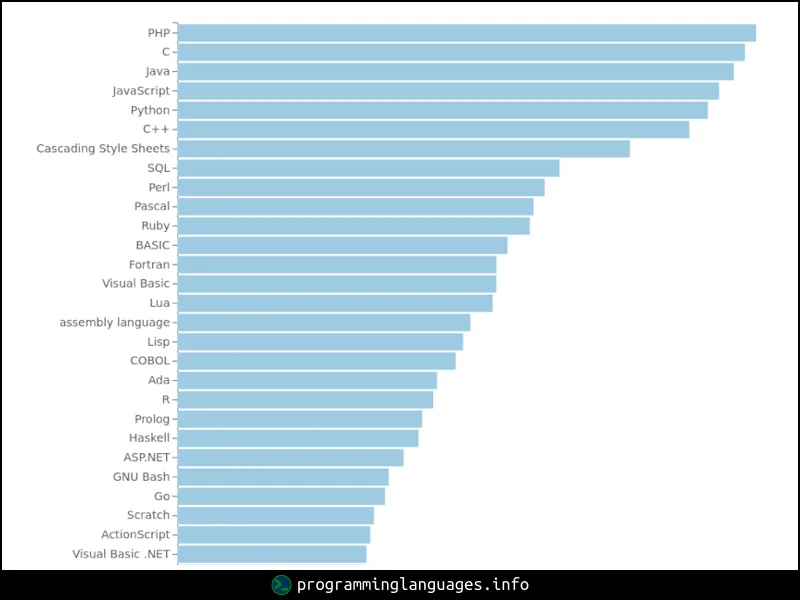 PHP
C
Java
JavaScript
Python
C++
Cascading Style Sheets
SQL
Perl
Pascal
Ruby
BASIC
Fortran
Visual Basic
Lua
assembly language
Lisp
COBOL
Ada
R
Prolog
Haskell
ASP.NET
GNU Bash
Go
Scratch
ActionScript
Visual Basic .NET
programminglanguages.info